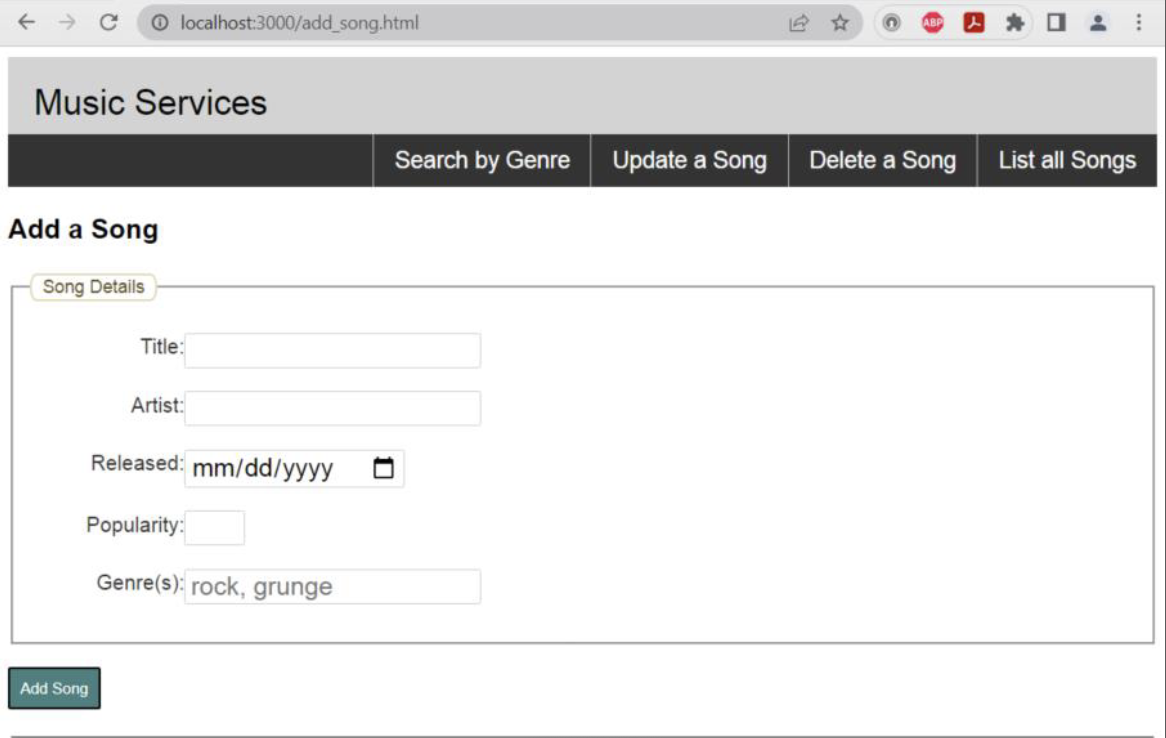 localhost:3000/add_song.html
ABP
Music Services
Search by Genre Update a Song Delete a Song List all Songs
Add a Song
Song Details
Title:
Artist:
Released: mm/dd/yyyy
Popularity:
Genre(s): rock, grunge
Add Song